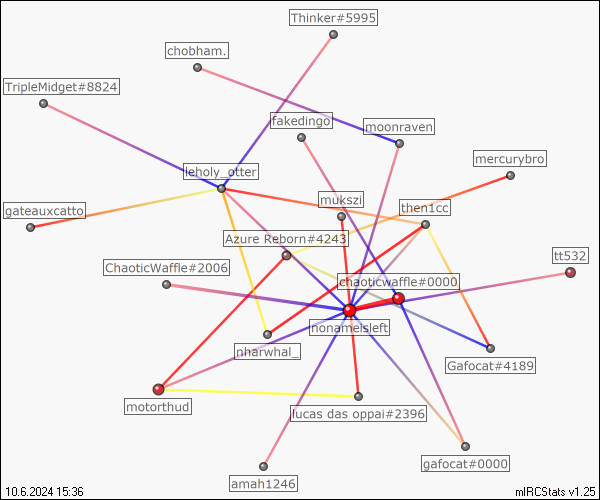 Thinker#5995
chobham.
TripleMidget#8824
fakedingo
moonraven
mercurybro
leholy_otter
mukszi
then1cc
gateauxcatto
Azure Reborn#4243
tt532
ChaoticWaffle#2006
chaoticwaffle#0000
nonameisleft
nharwhal_
Gafocat#4189
motorthud
lucas das oppai#2396
gafocat#0000
amah1246
10.6.2024 15:36
mIRCStats v1.25